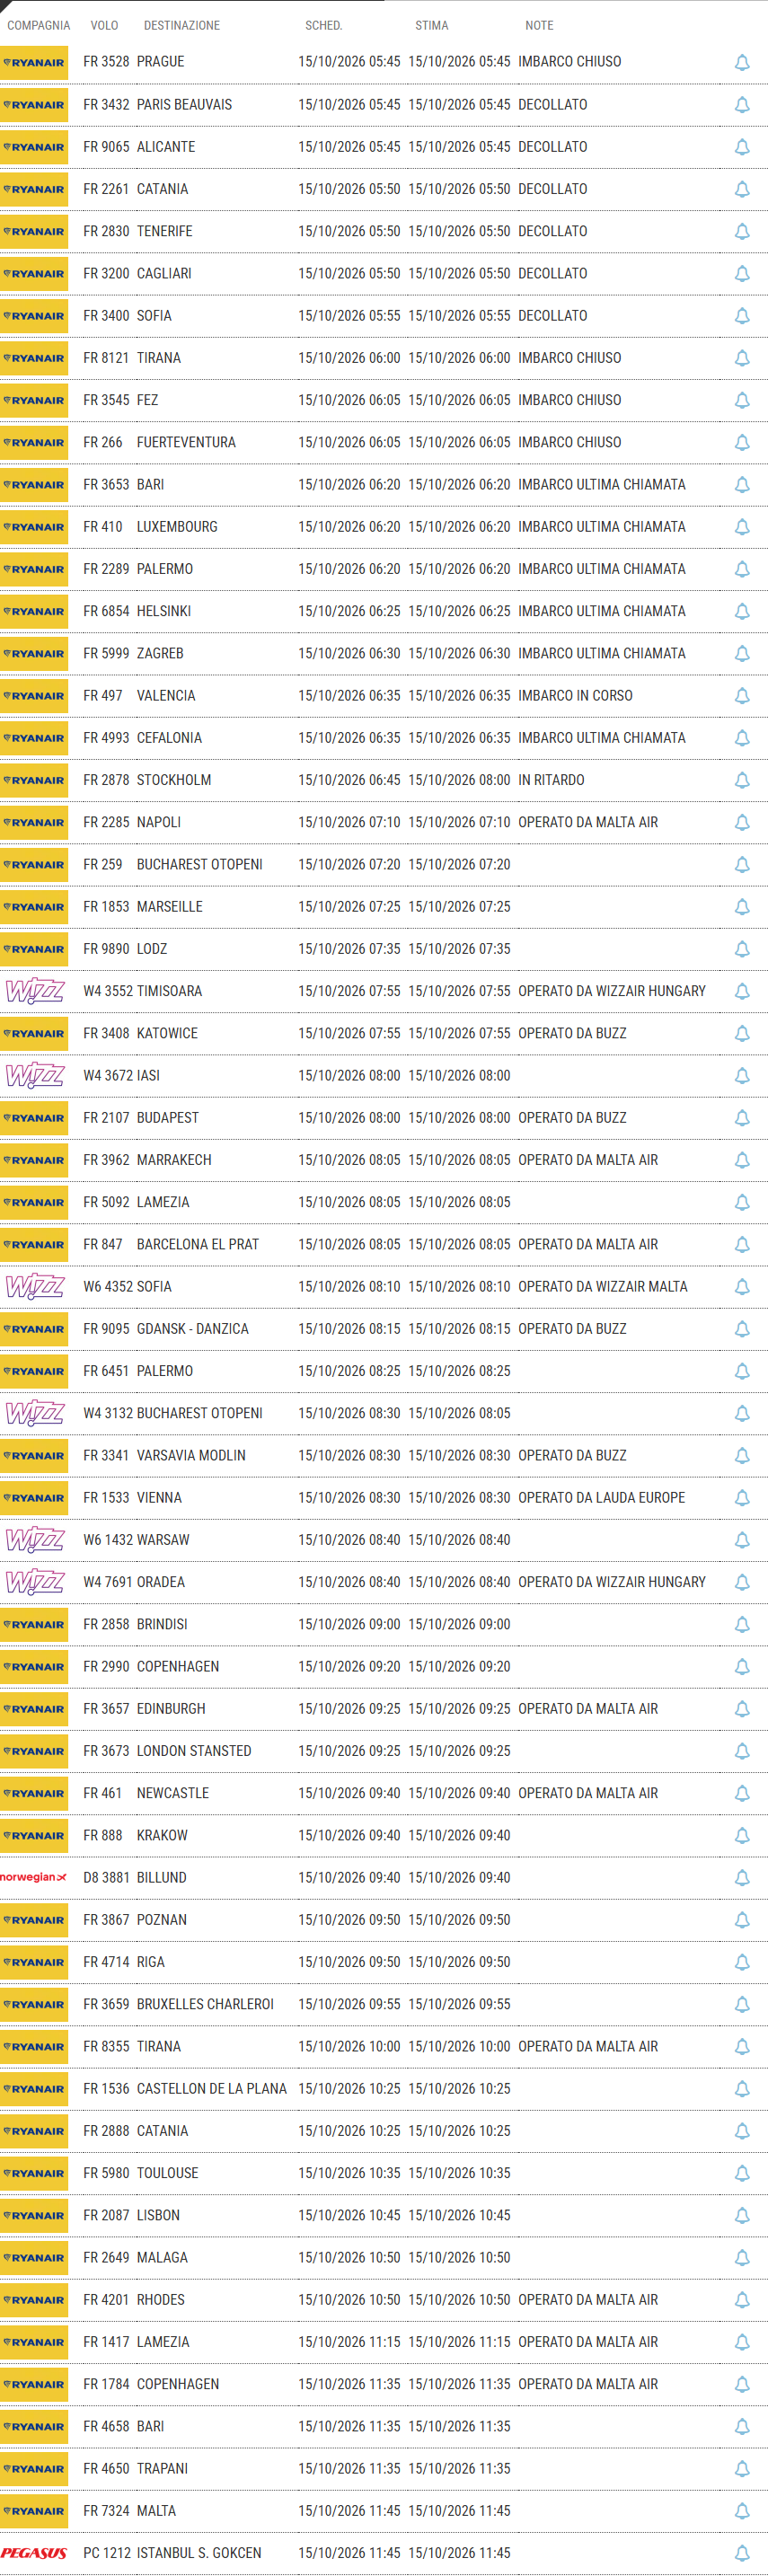 COMPAGNIA VOLO DESTINAZIONE SCHED. STIMA NOTE
RYANAIR FR 3528 PRAGUE 15/10/2026 05:45 15/10/2026 05:45 IMBARCO CHIUSO
RYANAIR FR 3432 PARIS BEAUVAIS 15/10/2026 05:45 15/10/2026 05:45 DECOLLATO
RYANAIR FR 9065 ALICANTE 15/10/2026 05:45 15/10/2026 05:45 DECOLLATO
RYANAIR FR 2261 CATANIA 15/10/2026 05:50 15/10/2026 05:50 DECOLLATO
RYANAIR FR 2830 TENERIFE 15/10/2026 05:50 15/10/2026 05:50 DECOLLATO
RYANAIR FR 3200 CAGLIARI 15/10/2026 05:50 15/10/2026 05:50 DECOLLATO
RYANAIR FR 3400 SOFIA 15/10/2026 05:55 15/10/2026 05:55 DECOLLATO
RYANAIR FR 8121 TIRANA 15/10/2026 06:00 15/10/2026 06:00 IMBARCO CHIUSO
RYANAIR FR 3545 FEZ 15/10/2026 06:05 15/10/2026 06:05 IMBARCO CHIUSO
RYANAIR FR 266 FUERTEVENTURA 15/10/2026 06:05 15/10/2026 06:05 IMBARCO CHIUSO
RYANAIR FR 3653 BARI 15/10/2026 06:20 15/10/2026 06:20 IMBARCO ULTIMA CHIAMATA
RYANAIR FR 410 LUXEMBOURG 15/10/2026 06:20 15/10/2026 06:20 IMBARCO ULTIMA CHIAMATA
RYANAIR FR 2289 PALERMO 15/10/2026 06:20 15/10/2026 06:20 IMBARCO ULTIMA CHIAMATA
RYANAIR FR 6854 HELSINKI 15/10/2026 06:25 15/10/2026 06:25 IMBARCO ULTIMA CHIAMATA
RYANAIR FR 5999 ZAGREB 15/10/2026 06:30 15/10/2026 06:30 IMBARCO ULTIMA CHIAMATA
RYANAIR FR 497 VALENCIA 15/10/2026 06:35 15/10/2026 06:35 IMBARCO IN CORSO
RYANAIR FR 4993 CEFALONIA 15/10/2026 06:35 15/10/2026 06:35 IMBARCO ULTIMA CHIAMATA
RYANAIR FR 2878 STOCKHOLM 15/10/2026 06:45 15/10/2026 08:00 IN RITARDO
RYANAIR FR 2285 NAPOLI 15/10/2026 07:10 15/10/2026 07:10 OPERATO DA MALTA AIR
RYANAIR FR 259 BUCHAREST OTOPENI 15/10/2026 07:20 15/10/2026 07:20
RYANAIR FR 1853 MARSEILLE 15/10/2026 07:25 15/10/2026 07:25
RYANAIR FR 9890 LODZ 15/10/2026 07:35 15/10/2026 07:35
WIZZ W4 3552 TIMISOARA 15/10/2026 07:55 15/10/2026 07:55 OPERATO DA WIZZAIR HUNGARY
RYANAIR FR 3408 KATOWICE 15/10/2026 07:55 15/10/2026 07:55 OPERATO DA BUZZ
WIZZ W4 3672 IASI 15/10/2026 08:00 15/10/2026 08:00
RYANAIR FR 2107 BUDAPEST 15/10/2026 08:00 15/10/2026 08:00 OPERATO DA BUZZ
RYANAIR FR 3962 MARRAKECH 15/10/2026 08:05 15/10/2026 08:05 OPERATO DA MALTA AIR
RYANAIR FR 5092 LAMEZIA 15/10/2026 08:05 15/10/2026 08:05
RYANAIR FR 847 BARCELONA EL PRAT 15/10/2026 08:05 15/10/2026 08:05 OPERATO DA MALTA AIR
WIZZ W6 4352 SOFIA 15/10/2026 08:10 15/10/2026 08:10 OPERATO DA WIZZAIR MALTA
RYANAIR FR 9095 GDANSK - DANZICA 15/10/2026 08:15 15/10/2026 08:15 OPERATO DA BUZZ
RYANAIR FR 6451 PALERMO 15/10/2026 08:25 15/10/2026 08:25
WIZZ W4 3132 BUCHAREST OTOPENI 15/10/2026 08:30 15/10/2026 08:05
RYANAIR FR 3341 VARSAVIA MODLIN 15/10/2026 08:30 15/10/2026 08:30 OPERATO DA BUZZ
RYANAIR FR 1533 VIENNA 15/10/2026 08:30 15/10/2026 08:30 OPERATO DA LAUDA EUROPE
WIZZ W6 1432 WARSAW 15/10/2026 08:40 15/10/2026 08:40
WIZZ W4 7691 ORADEA 15/10/2026 08:40 15/10/2026 08:40 OPERATO DA WIZZAIR HUNGARY
RYANAIR FR 2858 BRINDISI 15/10/2026 09:00 15/10/2026 09:00
RYANAIR FR 2990 COPENHAGEN 15/10/2026 09:20 15/10/2026 09:20
RYANAIR FR 3657 EDINBURGH 15/10/2026 09:25 15/10/2026 09:25 OPERATO DA MALTA AIR
RYANAIR FR 3673 LONDON STANSTED 15/10/2026 09:25 15/10/2026 09:25
RYANAIR FR 461 NEWCASTLE 15/10/2026 09:40 15/10/2026 09:40 OPERATO DA MALTA AIR
RYANAIR FR 888 KRAKOW 15/10/2026 09:40 15/10/2026 09:40
norwegian D8 3881 BILLUND 15/10/2026 09:40 15/10/2026 09:40
RYANAIR FR 3867 POZNAN 15/10/2026 09:50 15/10/2026 09:50
RYANAIR FR 4714 RIGA 15/10/2026 09:50 15/10/2026 09:50
RYANAIR FR 3659 BRUXELLES CHARLEROI 15/10/2026 09:55 15/10/2026 09:55
RYANAIR FR 8355 TIRANA 15/10/2026 10:00 15/10/2026 10:00 OPERATO DA MALTA AIR
RYANAIR FR 1536 CASTELLON DE LA PLANA 15/10/2026 10:25 15/10/2026 10:25
RYANAIR FR 2888 CATANIA 15/10/2026 10:25 15/10/2026 10:25
RYANAIR FR 5980 TOULOUSE 15/10/2026 10:35 15/10/2026 10:35
RYANAIR FR 2087 LISBON 15/10/2026 10:45 15/10/2026 10:45
RYANAIR FR 2649 MALAGA 15/10/2026 10:50 15/10/2026 10:50
RYANAIR FR 4201 RHODES 15/10/2026 10:50 15/10/2026 10:50 OPERATO DA MALTA AIR
RYANAIR FR 1417 LAMEZIA 15/10/2026 11:15 15/10/2026 11:15 OPERATO DA MALTA AIR
RYANAIR FR 1784 COPENHAGEN 15/10/2026 11:35 15/10/2026 11:35 OPERATO DA MALTA AIR
RYANAIR FR 4658 BARI 15/10/2026 11:35 15/10/2026 11:35
RYANAIR FR 4650 TRAPANI 15/10/2026 11:35 15/10/2026 11:35
RYANAIR FR 7324 MALTA 15/10/2026 11:45 15/10/2026 11:45
PEGASUS PC 1212 ISTANBUL S. GOKCEN 15/10/2026 11:45 15/10/2026 11:45